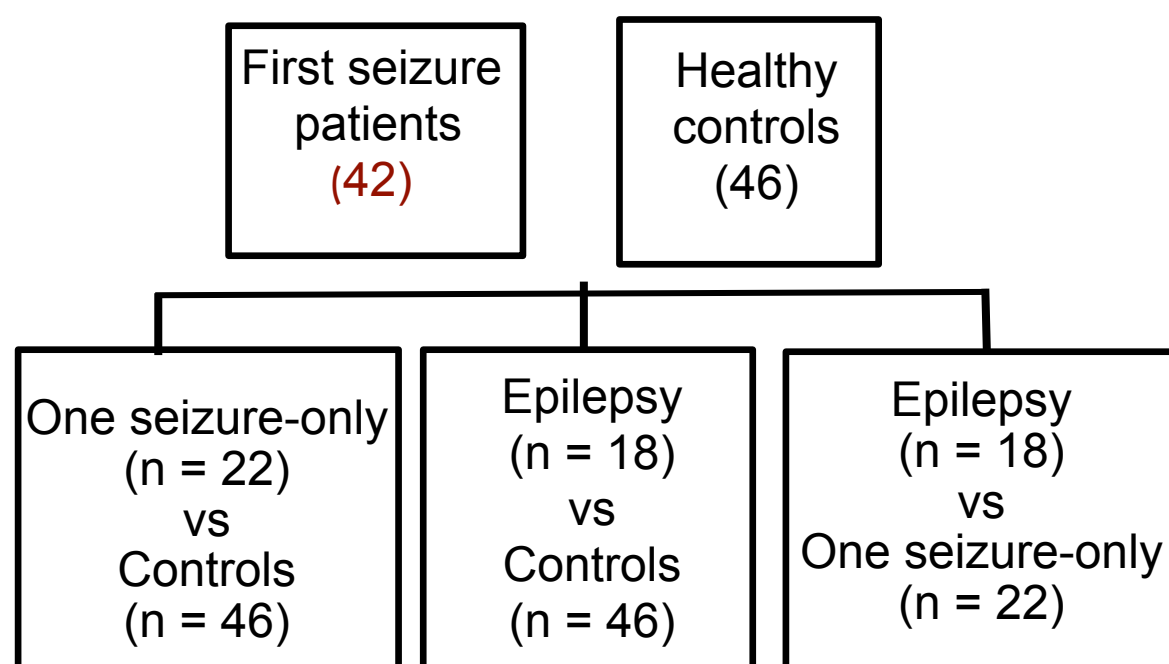 First seizure
patients
(42)
Healthy
controls
(46)
One seizure-only
(n = 22)
vs
Controls
(n = 46)
Epilepsy
(n = 18)
vs
Controls
(n = 46)
Epilepsy
(n = 18)
vs
One seizure-only
(n = 22)